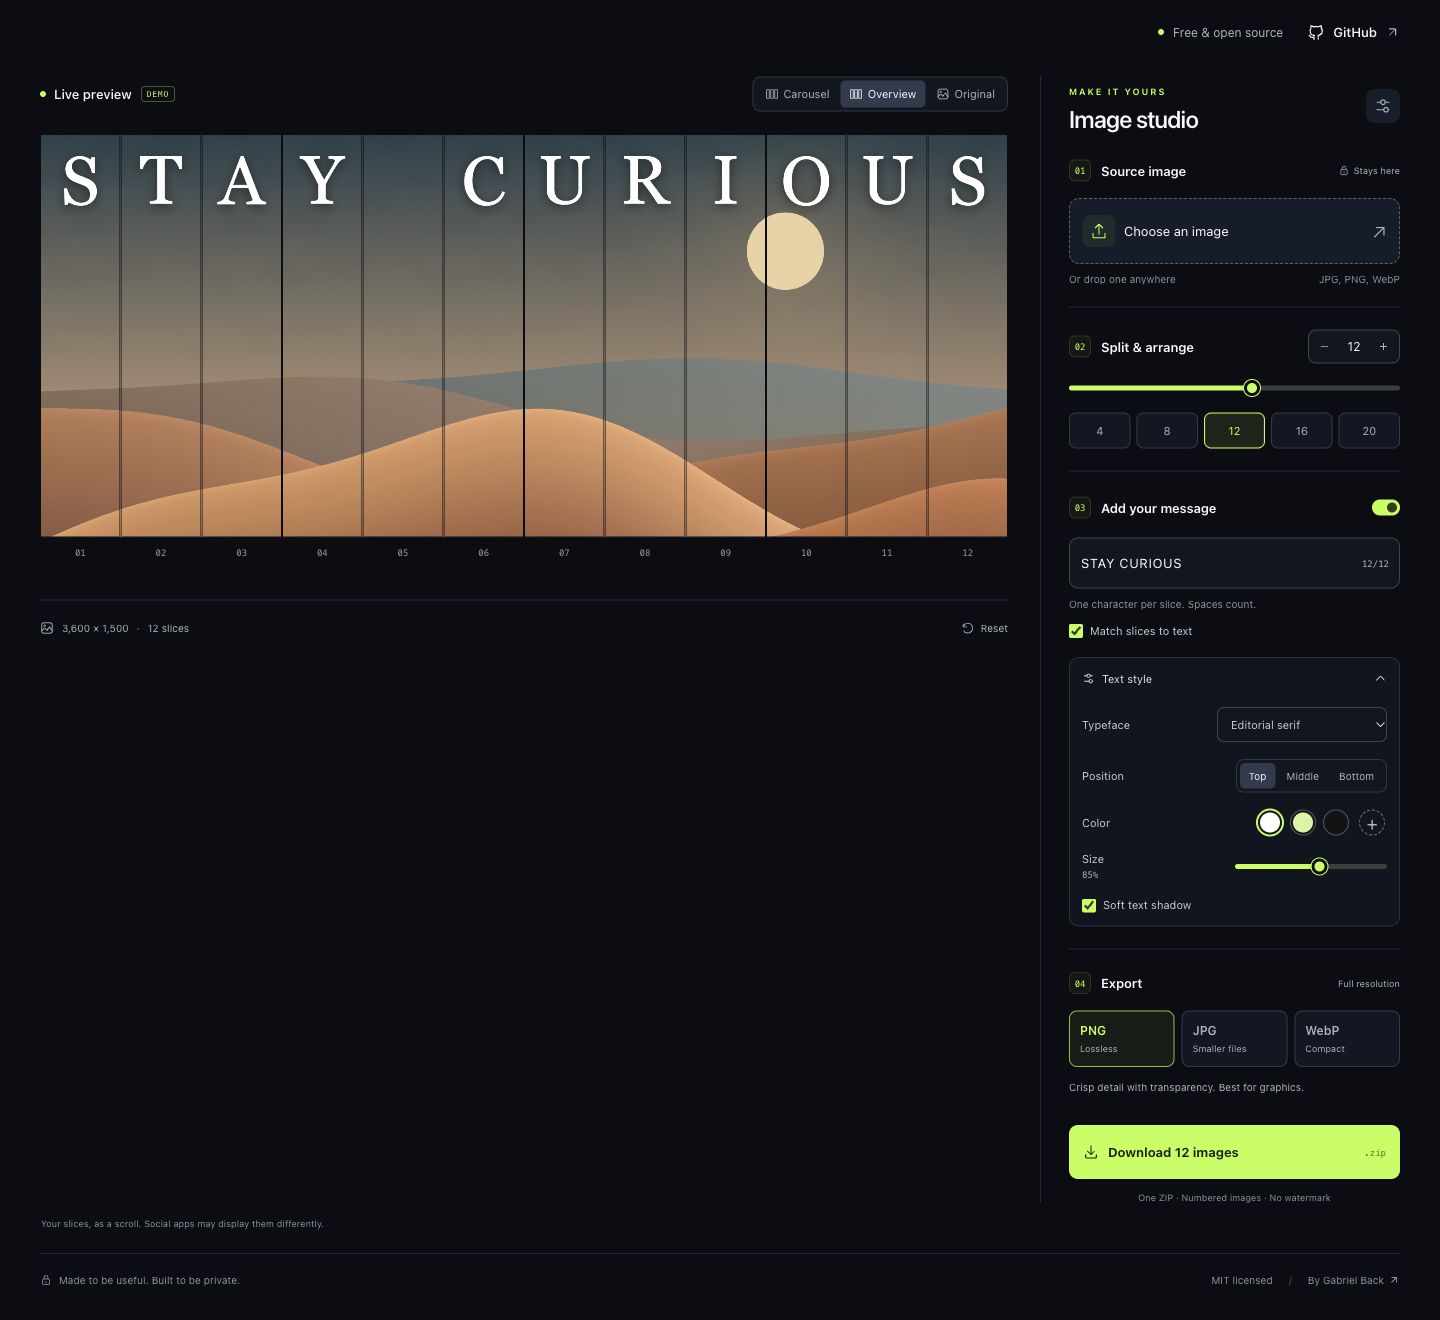 Free & open source
GitHub
Live preview DEMO
Carousel Overview Original
STAY CURIOUS
01 02 03 04 05 06 07 08 09 10 11 12
3,600 × 1,500 · 12 slices
Reset
MAKE IT YOURS
Image studio
01 Source image Stays here
Choose an image
Or drop one anywhere JPG, PNG, WebP
02 Split & arrange − 12 +
4 8 12 16 20
03 Add your message
STAY CURIOUS 12/12
One character per slice. Spaces count.
Match slices to text
Text style
Typeface Editorial serif
Position Top Middle Bottom
Color +
Size
85%
Soft text shadow
04 Export Full resolution
PNG JPG WebP
Lossless Smaller files Compact
Crisp detail with transparency. Best for graphics.
Download 12 images .zip
One ZIP · Numbered images · No watermark
Your slices, as a scroll. Social apps may display them differently.
Made to be useful. Built to be private.
MIT licensed / By Gabriel Back